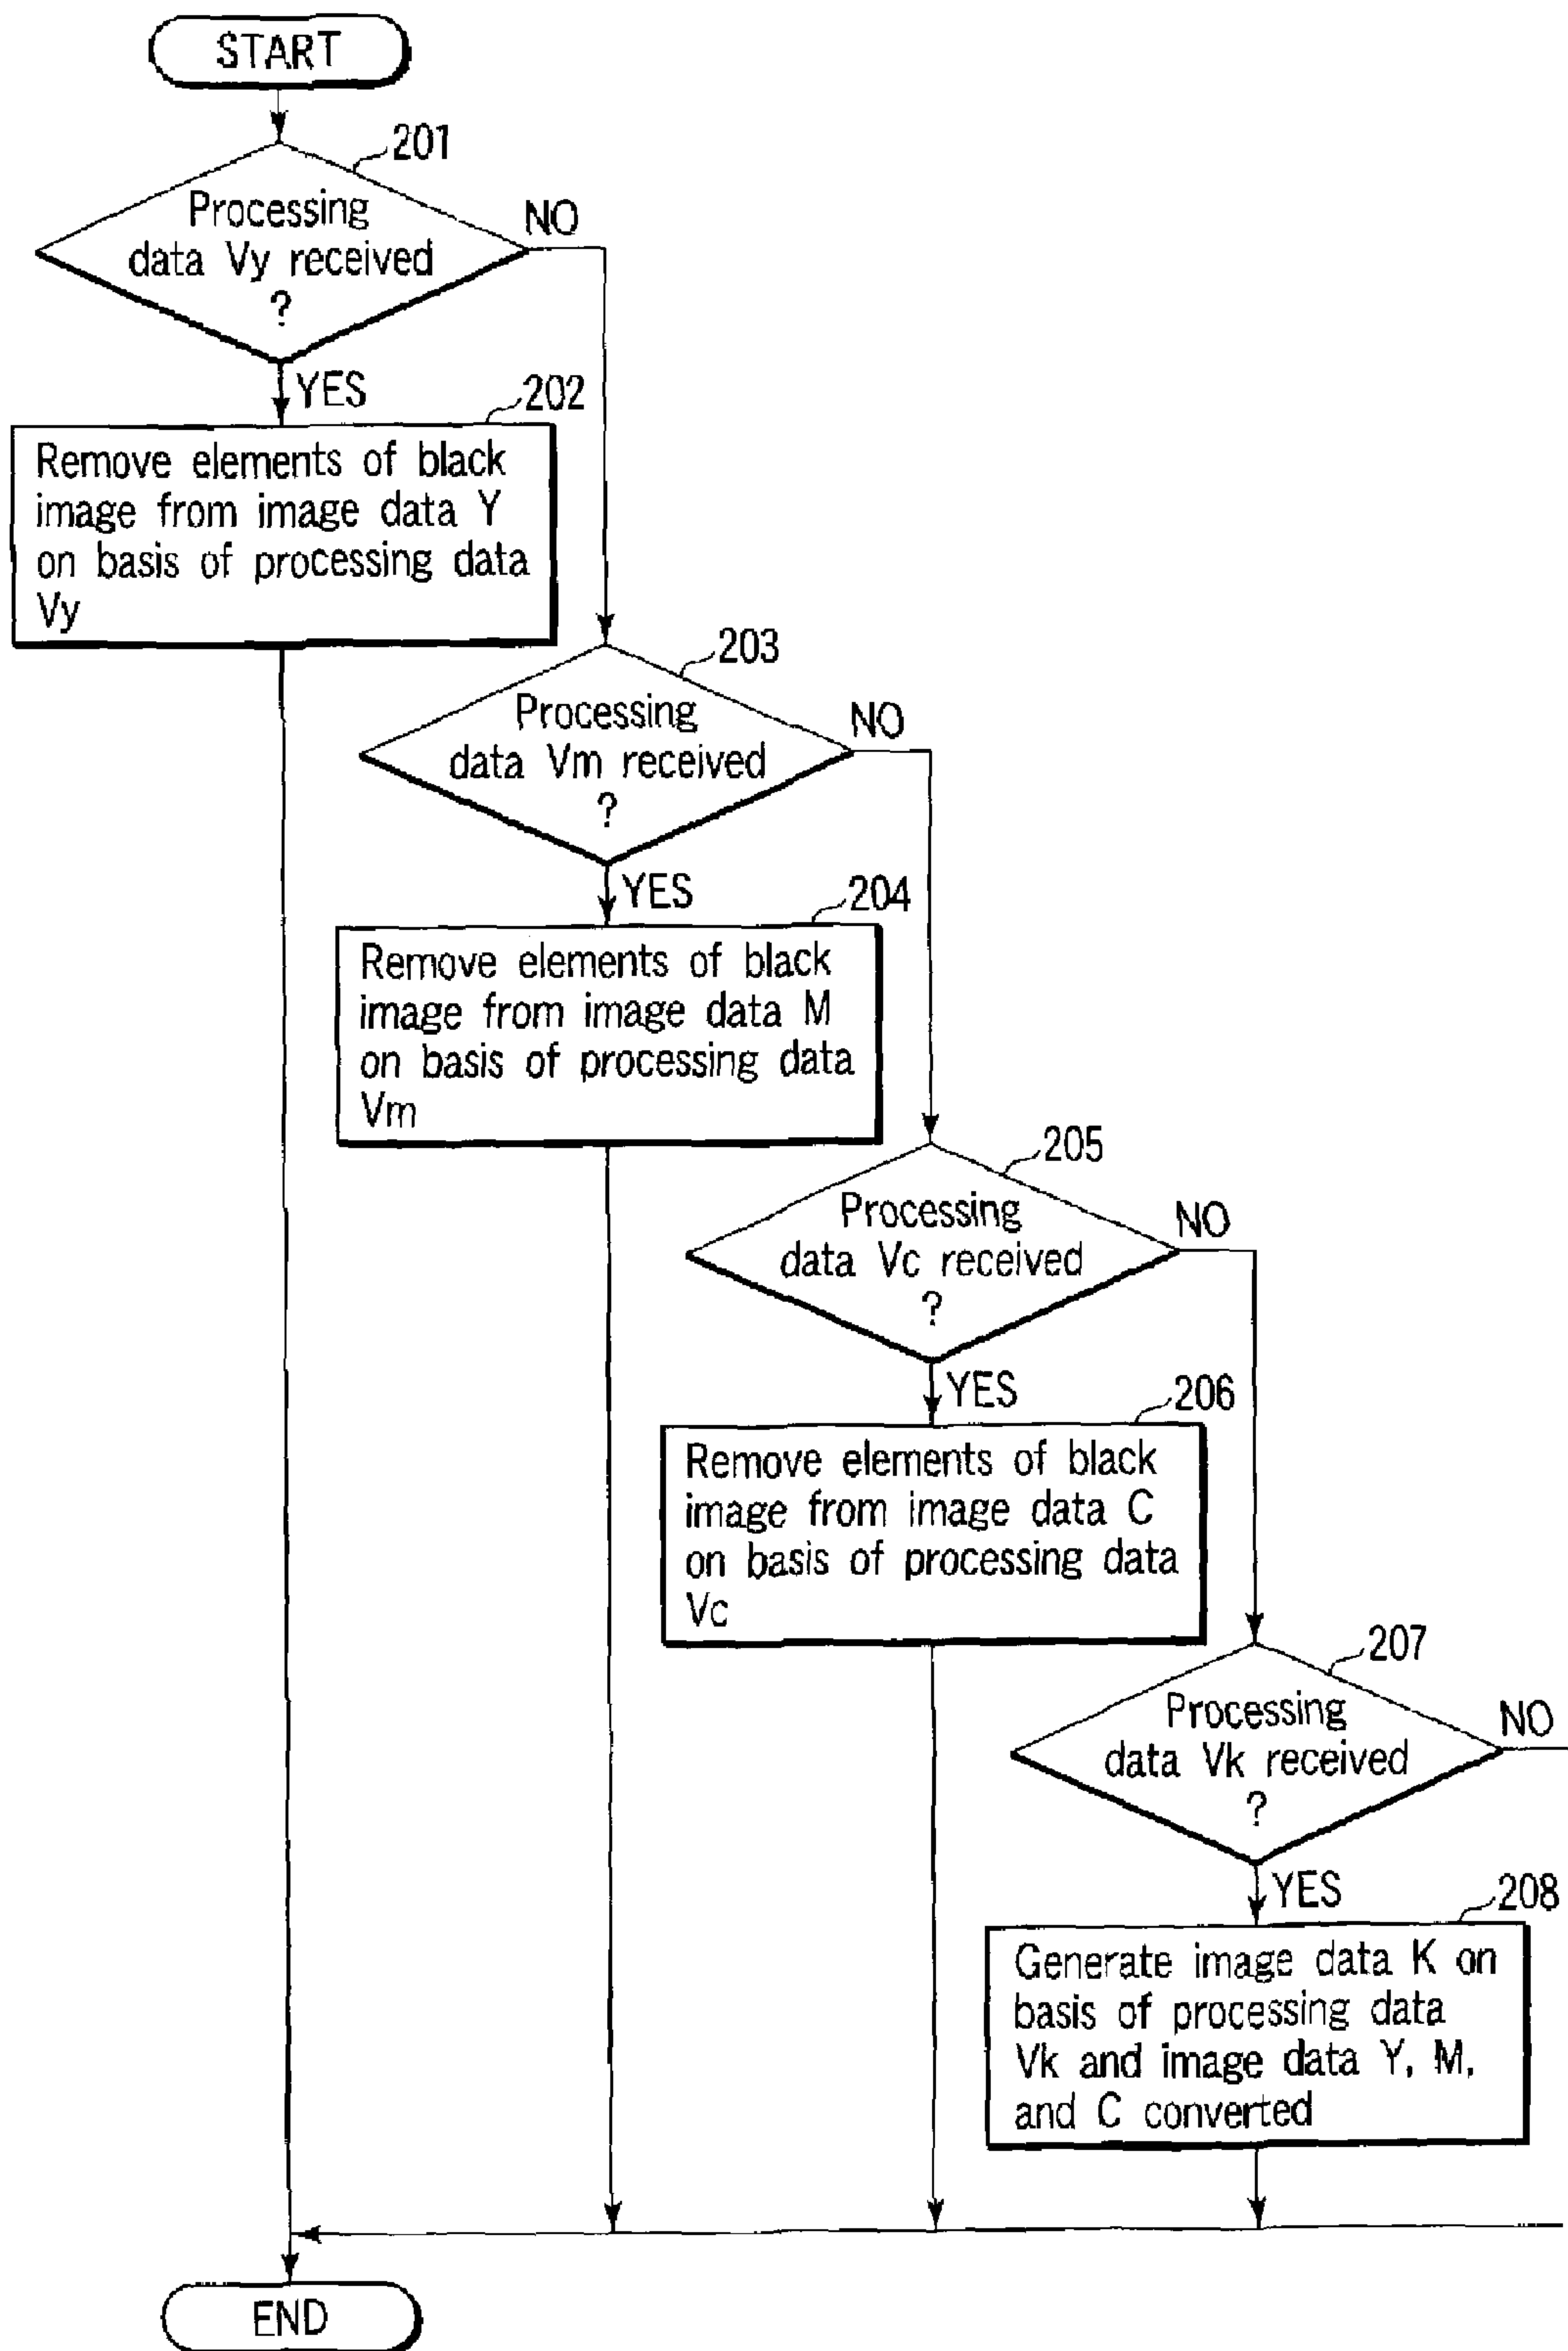 START
201
Processing
data Vy received
?
NO
YES
202
Remove elements of black
image from image data Y
on basis of processing data
Vy
203
Processing
data Vm received
?
NO
YES
204
Remove elements of black
image from image data M
on basis of processing data
Vm
205
Processing
data Vc received
?
NO
YES
206
Remove elements of black
image from image data C
on basis of processing data
Vc
207
Processing
data Vk received
?
NO
YES
208
Generate image data K on
basis of processing data
Vk and image data Y, M,
and C converted
END